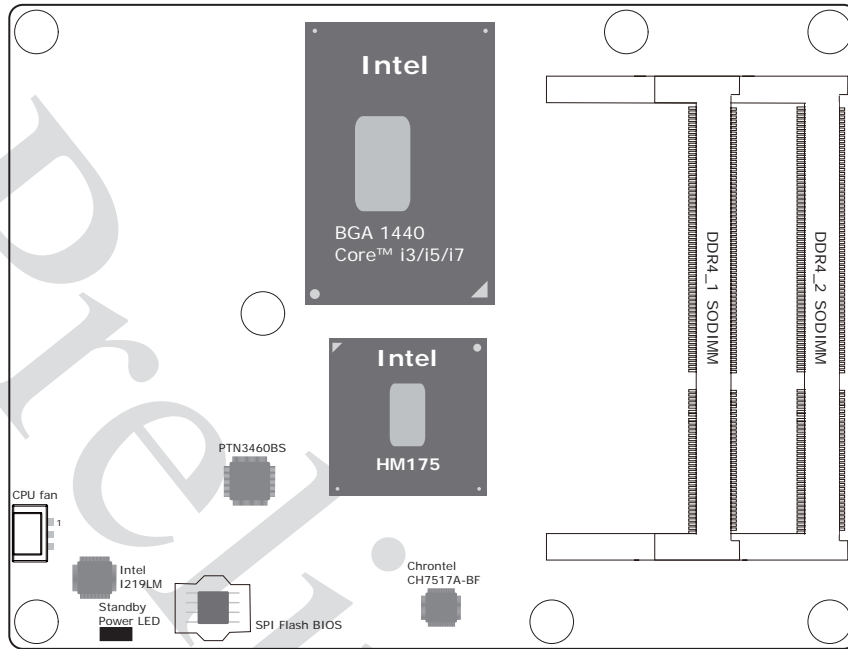 Intel
BGA 1440
Core™ i3/i5/i7
DDR4_1 SODIMM
DDR4_2 SODIMM
Intel
HM175
PTN3460BS
CPU fan
1
Intel
I219LM
Standby
Power LED
SPI Flash BIOS
Chrontel
CH7517A-BF
Preli